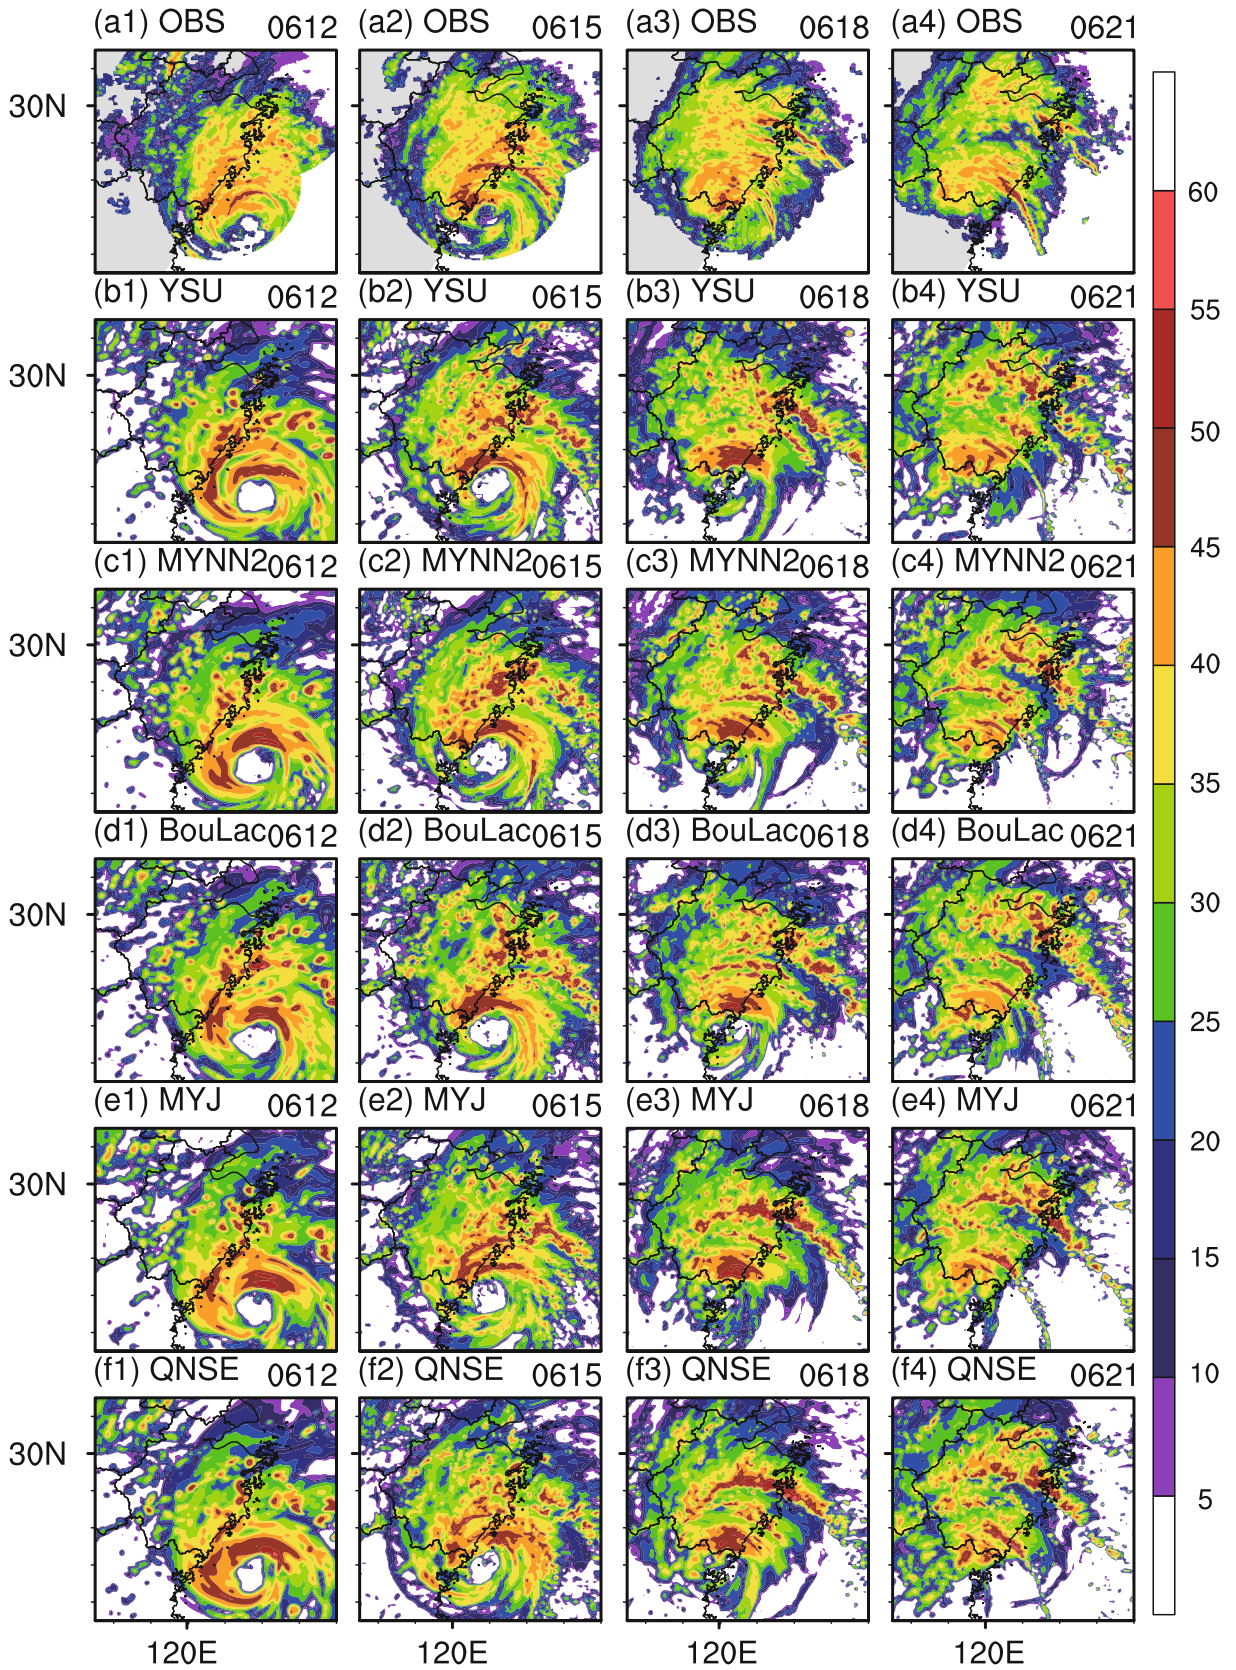 (a1) OBS 0612 (a2) OBS 0615 (a3) OBS 0618 (a4) OBS 0621
30N
(b1) YSU 0612 (b2) YSU 0615 (b3) YSU 0618 (b4) YSU 0621
30N
(c1) MYNN2 0612 (c2) MYNN2 0615 (c3) MYNN2 0618 (c4) MYNN2 0621
30N
(d1) BouLac 0612 (d2) BouLac 0615 (d3) BouLac 0618 (d4) BouLac 0621
30N
(e1) MYJ 0612 (e2) MYJ 0615 (e3) MYJ 0618 (e4) MYJ 0621
30N
(f1) QNSE 0612 (f2) QNSE 0615 (f3) QNSE 0618 (f4) QNSE 0621
30N
120E 120E 120E 120E
60
55
50
45
40
35
30
25
20
15
10
5